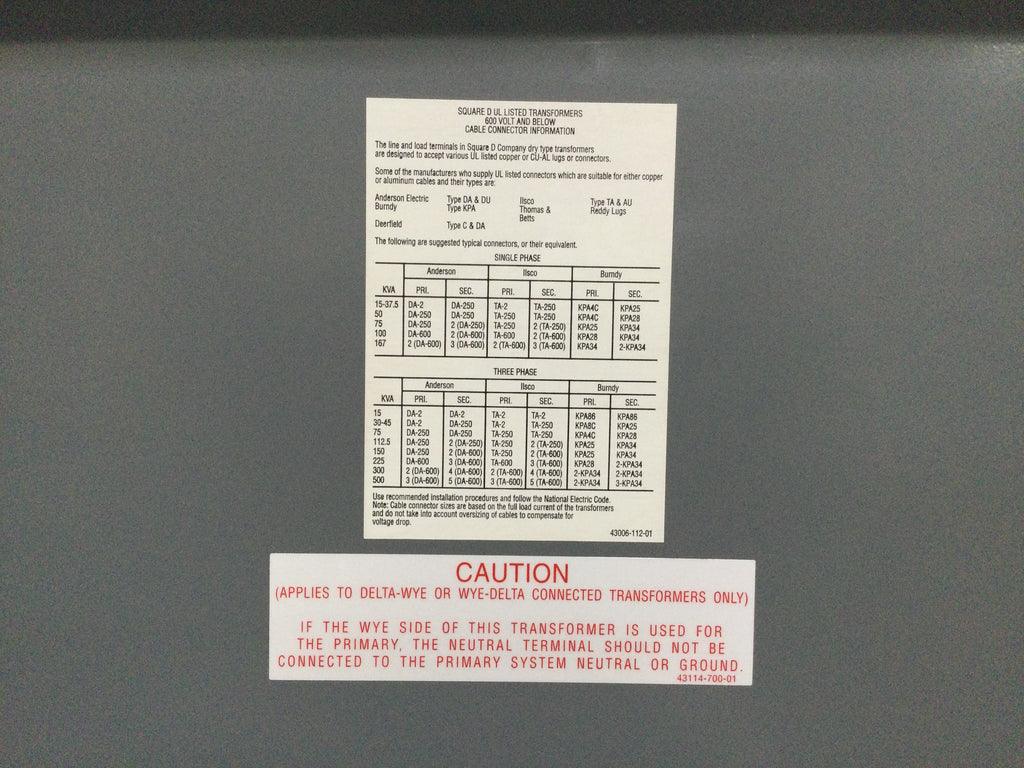 SQUARE D UL LISTED TRANSFORMERS
600 VOLT AND BELOW
CABLE CONNECTOR INFORMATION
The line and load terminals in Square D Company dry type transformers
are designed to accept various UL listed copper or CU-AL lugs or connectors.
Some of the manufacturers who supply UL listed connectors which are suitable for either copper
or aluminum cables and their types are:
Anderson Electric Type DA & DU Ilsco Type TA & AU
Burndy Type KPA Thomas & Reddy Lugs
Betts
Deerfield Type C & DA
The following are suggested typical connectors, or their equivalent.
SINGLE PHASE
Anderson Ilsco Burndy
KVA PRI. SEC. PRI. SEC. PRI. SEC.
15-37.5 DA-2 DA-250 TA-2 TA-250 KPA4C KPA25
50 DA-250 DA-250 TA-250 TA-250 KPA4C KPA28
75 DA-250 2 (DA-250) TA-250 2 (TA-250) KPA25 KPA34
100 DA-600 2 (DA-600) TA-600 2 (TA-600) KPA28 KPA34
167 2 (DA-600) 3 (DA-600) 2 (TA-600) 3 (TA-600) KPA34 2-KPA34
THREE PHASE
Anderson Ilsco Burndy
KVA PRI. SEC. PRI. SEC. PRI. SEC.
15 DA-2 DA-2 TA-2 TA-2 KPA86 KPA86
30-45 DA-2 DA-250 TA-2 TA-250 KPA8C KPA25
75 DA-250 DA-250 TA-250 TA-250 KPA4C KPA28
112.5 DA-250 2 (DA-250) TA-250 2 (TA-250) KPA25 KPA34
150 DA-250 2 (DA-600) TA-250 2 (TA-600) KPA25 KPA34
225 DA-600 3 (DA-600) TA-600 3 (TA-600) KPA28 2-KPA34
300 2 (DA-600) 4 (DA-600) 2 (TA-600) 4 (TA-600) 2-KPA34 2-KPA34
500 3 (DA-600) 5 (DA-600) 3 (TA-600) 5 (TA-600) 2-KPA34 3-KPA34
Use recommended installation procedures and follow the National Electric Code.
Note: Cable connector sizes are based on the full load current of the transformers
and do not take into account oversizing of cables to compensate for
voltage drop.
43006-112-01
CAUTION
(APPLIES TO DELTA-WYE OR WYE-DELTA CONNECTED TRANSFORMERS ONLY)
IF THE WYE SIDE OF THIS TRANSFORMER IS USED FOR
THE PRIMARY, THE NEUTRAL TERMINAL SHOULD NOT BE
CONNECTED TO THE PRIMARY SYSTEM NEUTRAL OR GROUND.
43114-700-01